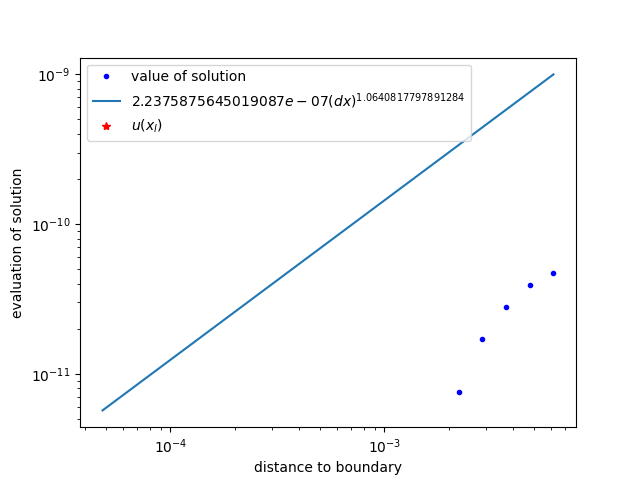 value of solution
2.2375875645019087e − 07(dx)^1.0640817797891284
u(x_l)
10^−9
10^−10
10^−11
evaluation of solution
10^−4
10^−3
distance to boundary